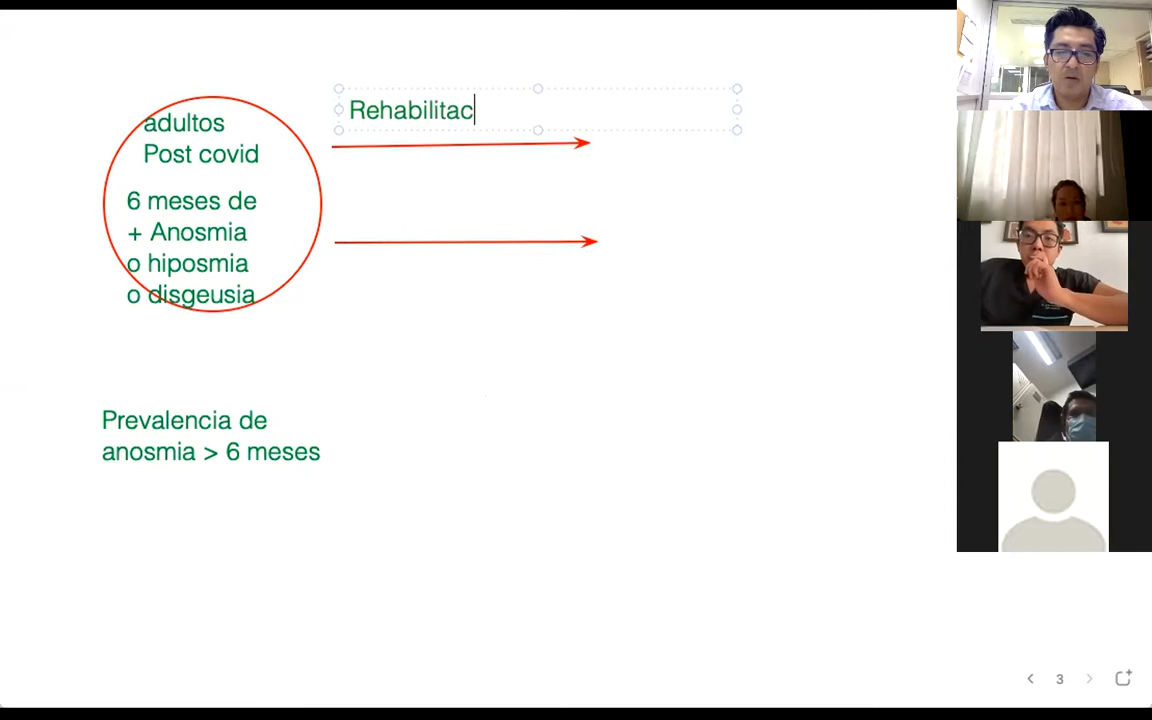 adultos
Post covid
6 meses de
+ Anosmia
o hiposmia
o disgeusia
Rehabilitac
Prevalencia de
anosmia > 6 meses
3